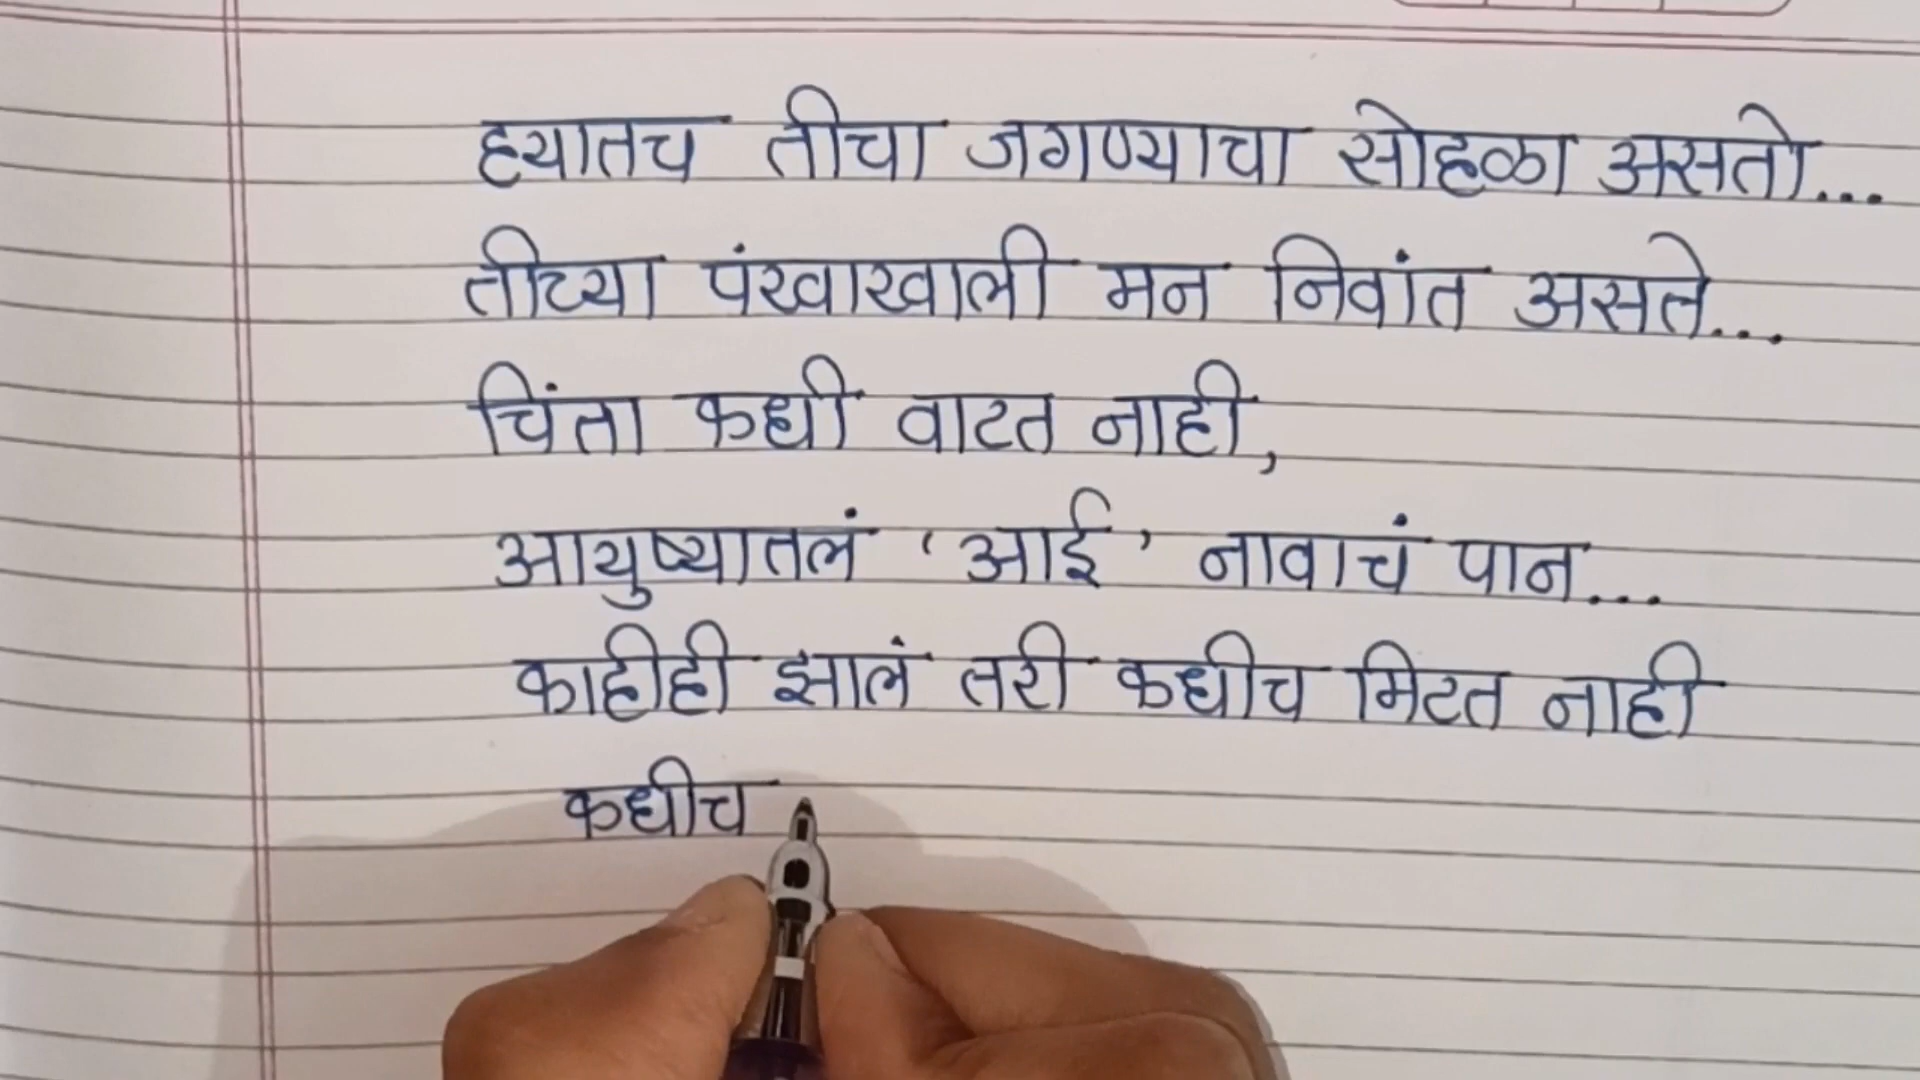 ह्यातच तीचा जगण्याचा सोहळा असतो...
तीच्या पंखाखाली मन निवांत असते...
चिंता कधी वाटत नाही,
आयुष्यातलं ‘आई’ नावाचं पान...
काहीही झालं तरी कधीच मिटत नाही
कधीच